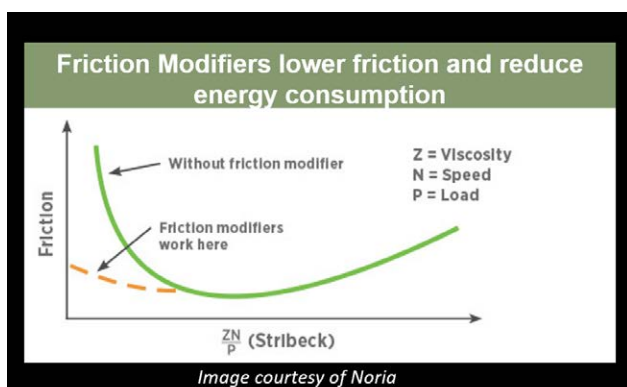 Friction Modifiers lower friction and reduce
energy consumption
Without friction modifier
Z = Viscosity
N = Speed
P = Load
Friction modifiers
work here
Friction
ZN
P (Stribeck)
Image courtesy of Noria